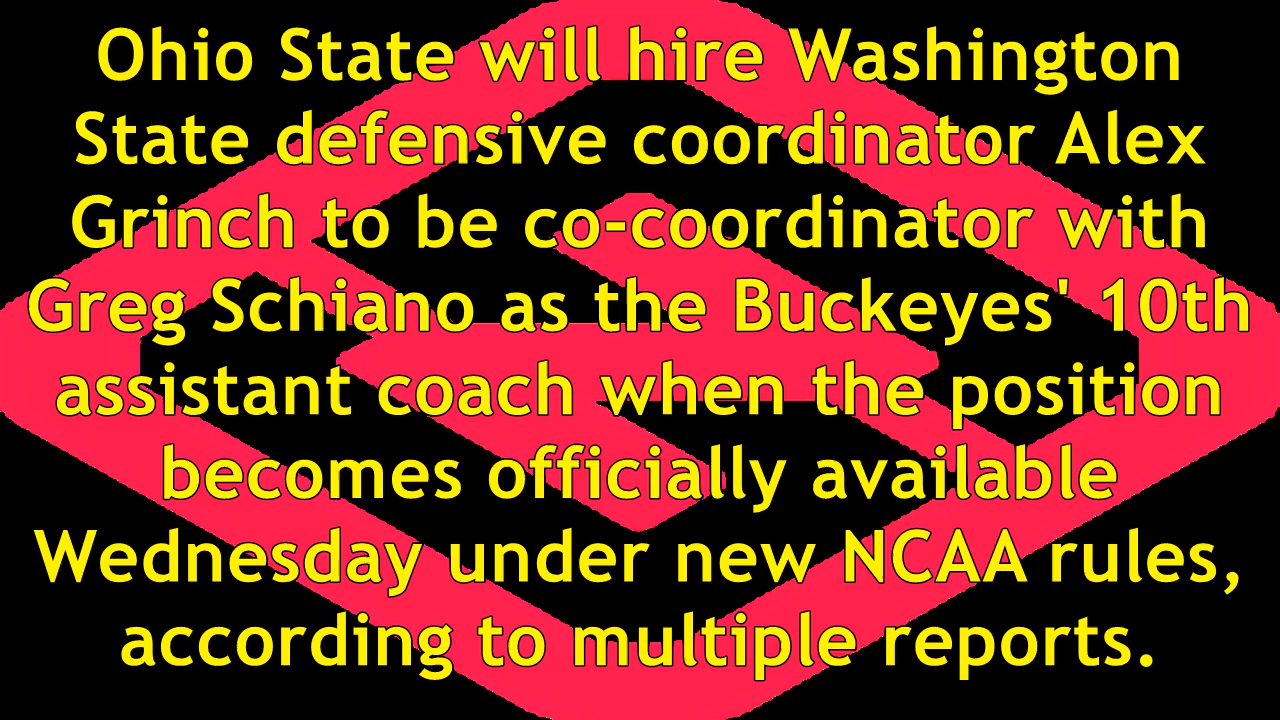 Ohio State will hire Washington
State defensive coordinator Alex
Grinch to be co-coordinator with
Greg Schiano as the Buckeyes' 10th
assistant coach when the position
becomes officially available
Wednesday under new NCAA rules,
according to multiple reports.